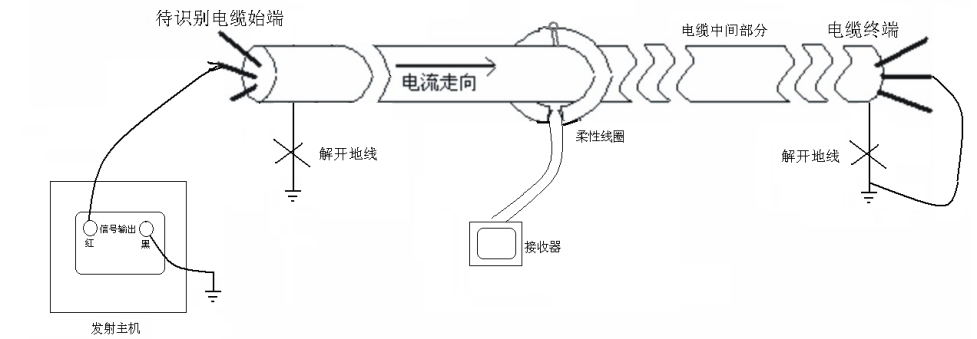 待识别电缆始端
电缆中间部分
电缆终端
电流走向
柔性线圈
解开地线
解开地线
信号输出
红
黑
接收器
发射主机